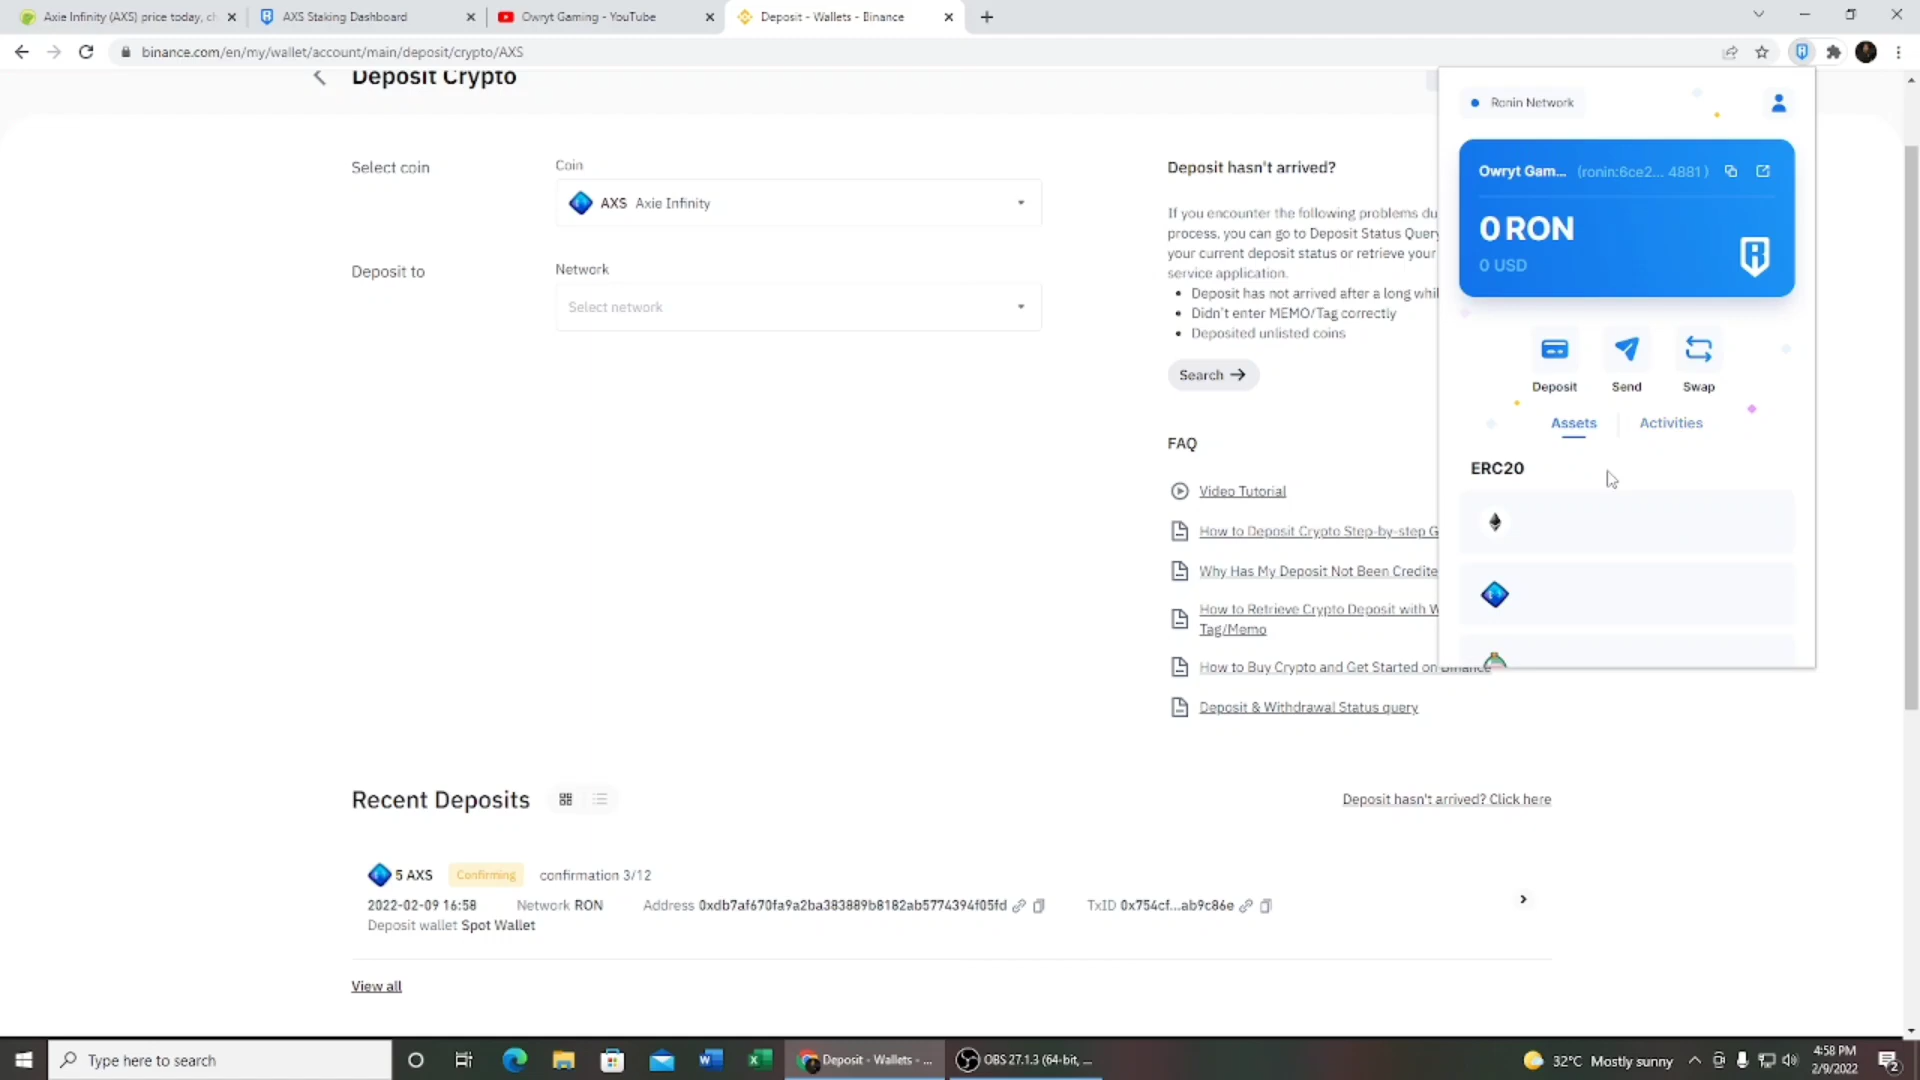 Axie Infinity (AXS) price today, ch
AXS Staking Dashboard
Owryt Gaming - YouTube
Deposit - Wallets - Binance
binance.com/en/my/wallet/account/main/deposit/crypto/AXS
Deposit Crypto
Select coin
Coin
AXS Axie Infinity
Deposit to
Network
Select network
Deposit hasn't arrived?
If you encounter the following problems du
process, you can go to Deposit Status Query
your current deposit status or retrieve your
service application.
• Deposit has not arrived after a long whil
• Didn't enter MEMO/Tag correctly
• Deposited unlisted coins
Search →
FAQ
Video Tutorial
How to Deposit Crypto Step-by-step G
Why Has My Deposit Not Been Credite
How to Retrieve Crypto Deposit with W
Tag/Memo
How to Buy Crypto and Get Started on Binance
Deposit & Withdrawal Status query
Ronin Network
Owryt Gam... (ronin:6ce2... 4881)
0 RON
0 USD
Deposit
Send
Swap
Assets
Activities
ERC20
Recent Deposits
Deposit hasn't arrived? Click here
5 AXS Confirming confirmation 3/12
2022-02-09 16:58 Network RON Address 0xdb7af670fa9a2ba383889b8182ab5774394f05fd TxID 0x754cf...ab9c86e
Deposit wallet Spot Wallet
View all
Type here to search
Deposit - Wallets - ...
OBS 27.1.3 (64-bit, ...
32°C Mostly sunny
4:58 PM
2/9/2022
2